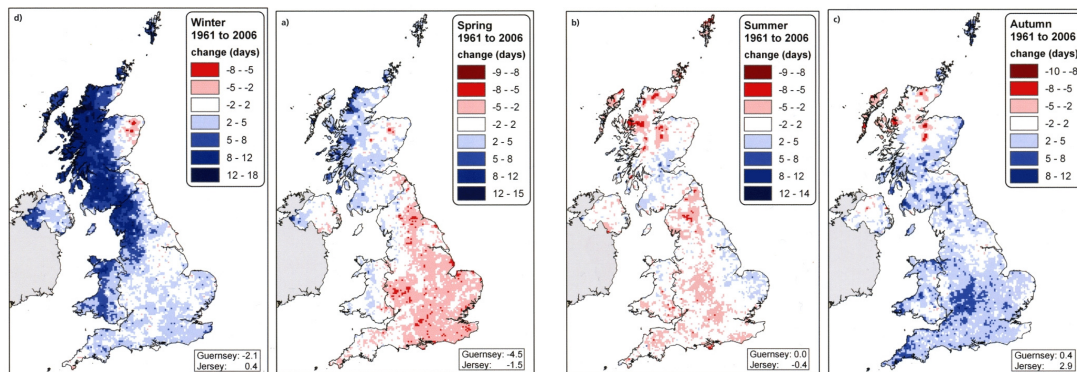 d)
Winter
1961 to 2006
change (days)
-8 - -5
-5 - -2
-2 - 2
2 - 5
5 - 8
8 - 12
12 - 18
Guernsey: -2.1
Jersey: 0.4
a)
Spring
1961 to 2006
change (days)
-9 - -8
-8 - -5
-5 - -2
-2 - 2
2 - 5
5 - 8
8 - 12
12 - 15
Guernsey: -4.5
Jersey: -1.5
b)
Summer
1961 to 2006
change (days)
-9 - -8
-8 - -5
-5 - -2
-2 - 2
2 - 5
5 - 8
8 - 12
12 - 14
Guernsey: 0.0
Jersey: -0.4
c)
Autumn
1961 to 2006
change (days)
-10 - -8
-8 - -5
-5 - -2
-2 - 2
2 - 5
5 - 8
8 - 12
Guernsey: 0.4
Jersey: 2.9